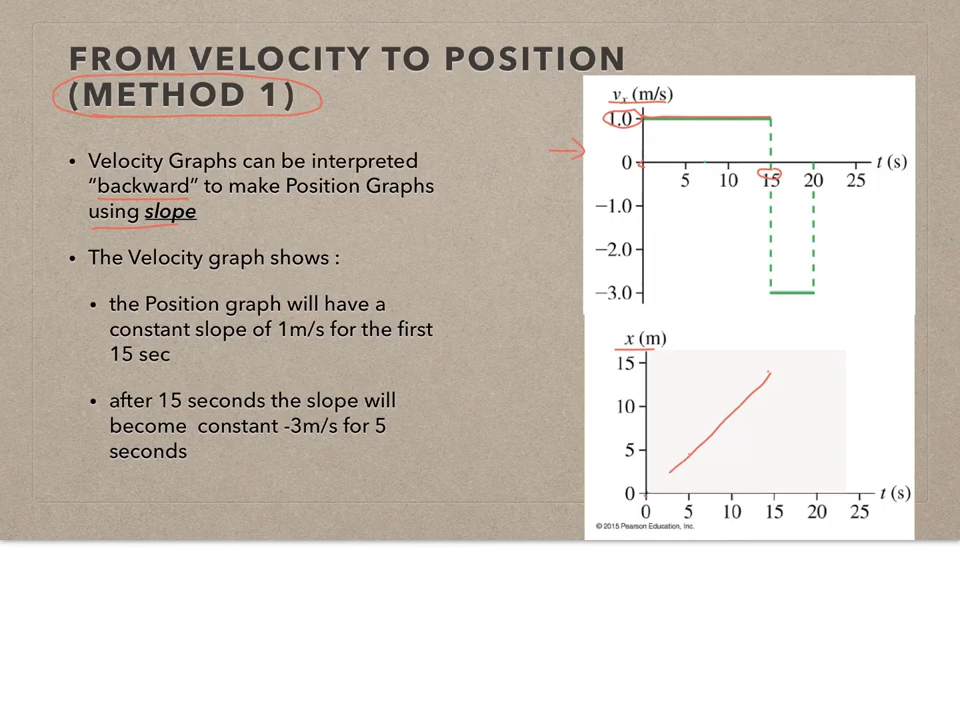 FROM VELOCITY TO POSITION
(METHOD 1)
• Velocity Graphs can be interpreted
“backward” to make Position Graphs
using slope
• The Velocity graph shows :
• the Position graph will have a
constant slope of 1m/s for the first
15 sec
• after 15 seconds the slope will
become constant -3m/s for 5
seconds
vx (m/s)
1.0
0
t (s)
5 10 15 20 25
−1.0
−2.0
−3.0
x (m)
15
10
5
0
t (s)
0 5 10 15 20 25
© 2015 Pearson Education, Inc.